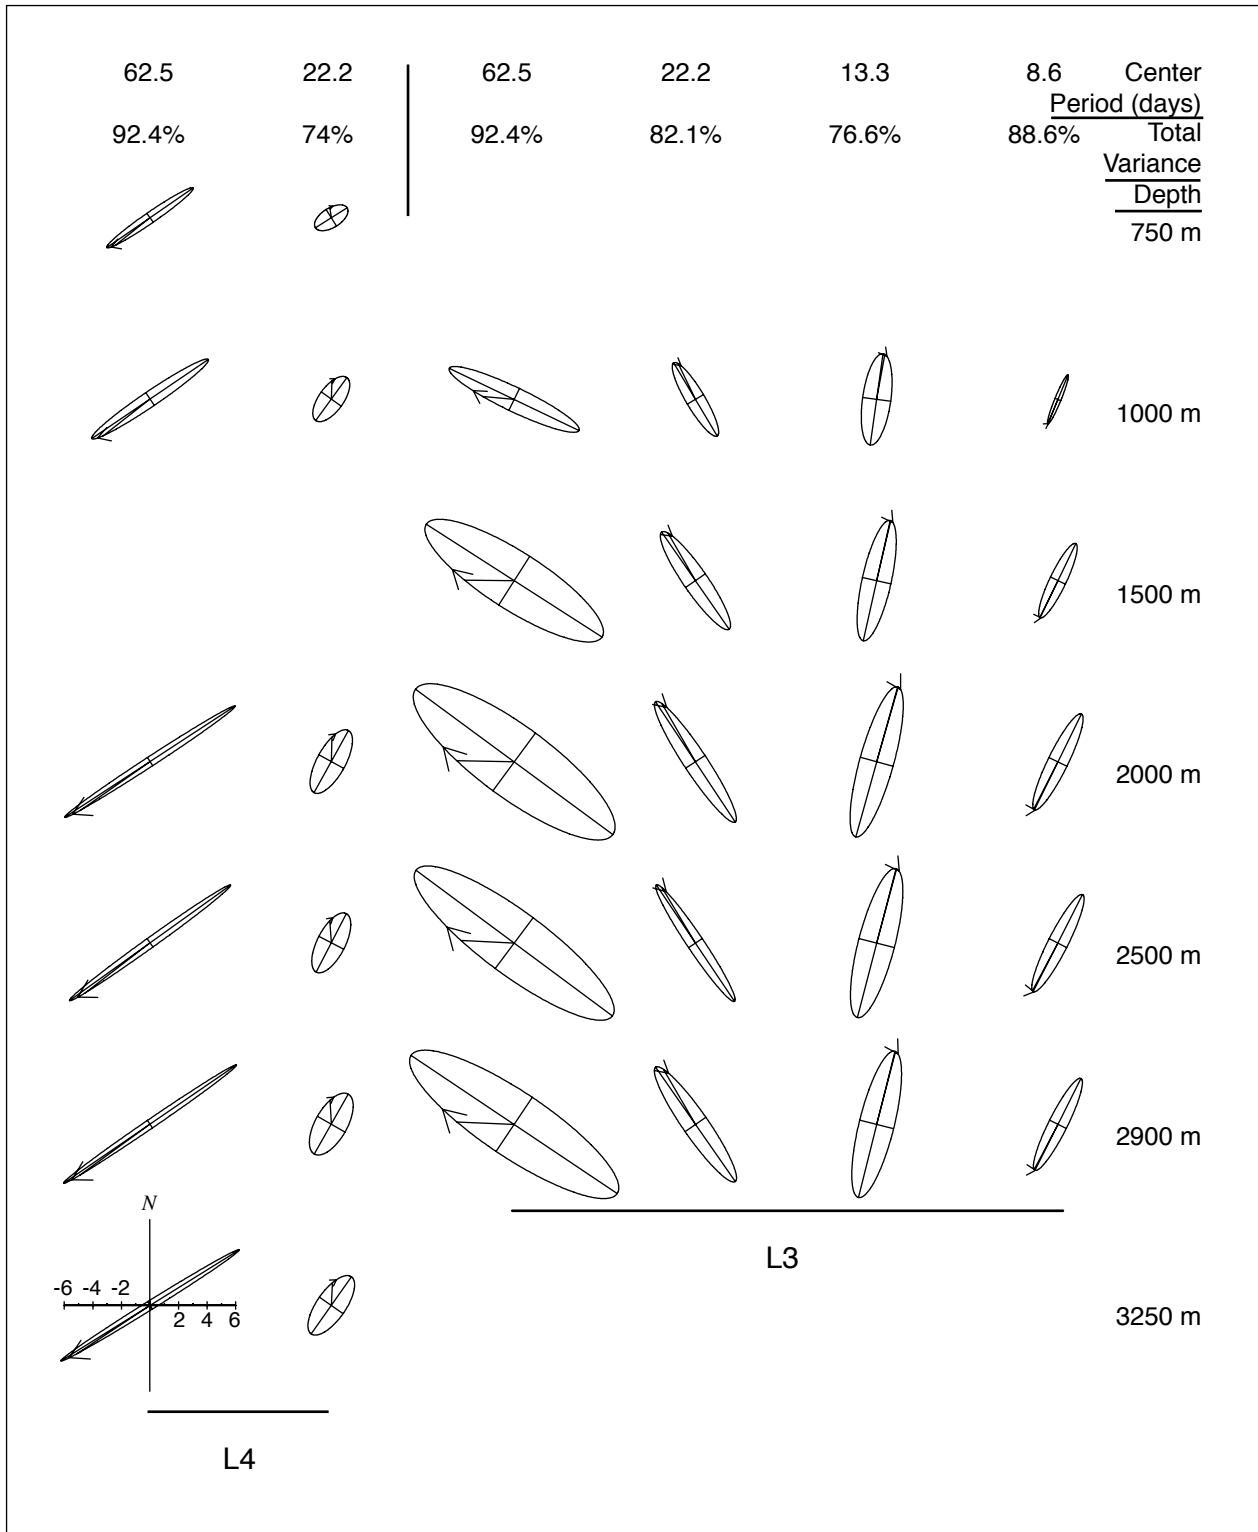 62.5 22.2 62.5 22.2 13.3 8.6 Center
Period (days)
92.4% 74% 92.4% 82.1% 76.6% 88.6% Total
Variance
Depth
750 m
1000 m
1500 m
2000 m
2500 m
2900 m
N
L3
-6 -4 -2
2 4 6
3250 m
L4